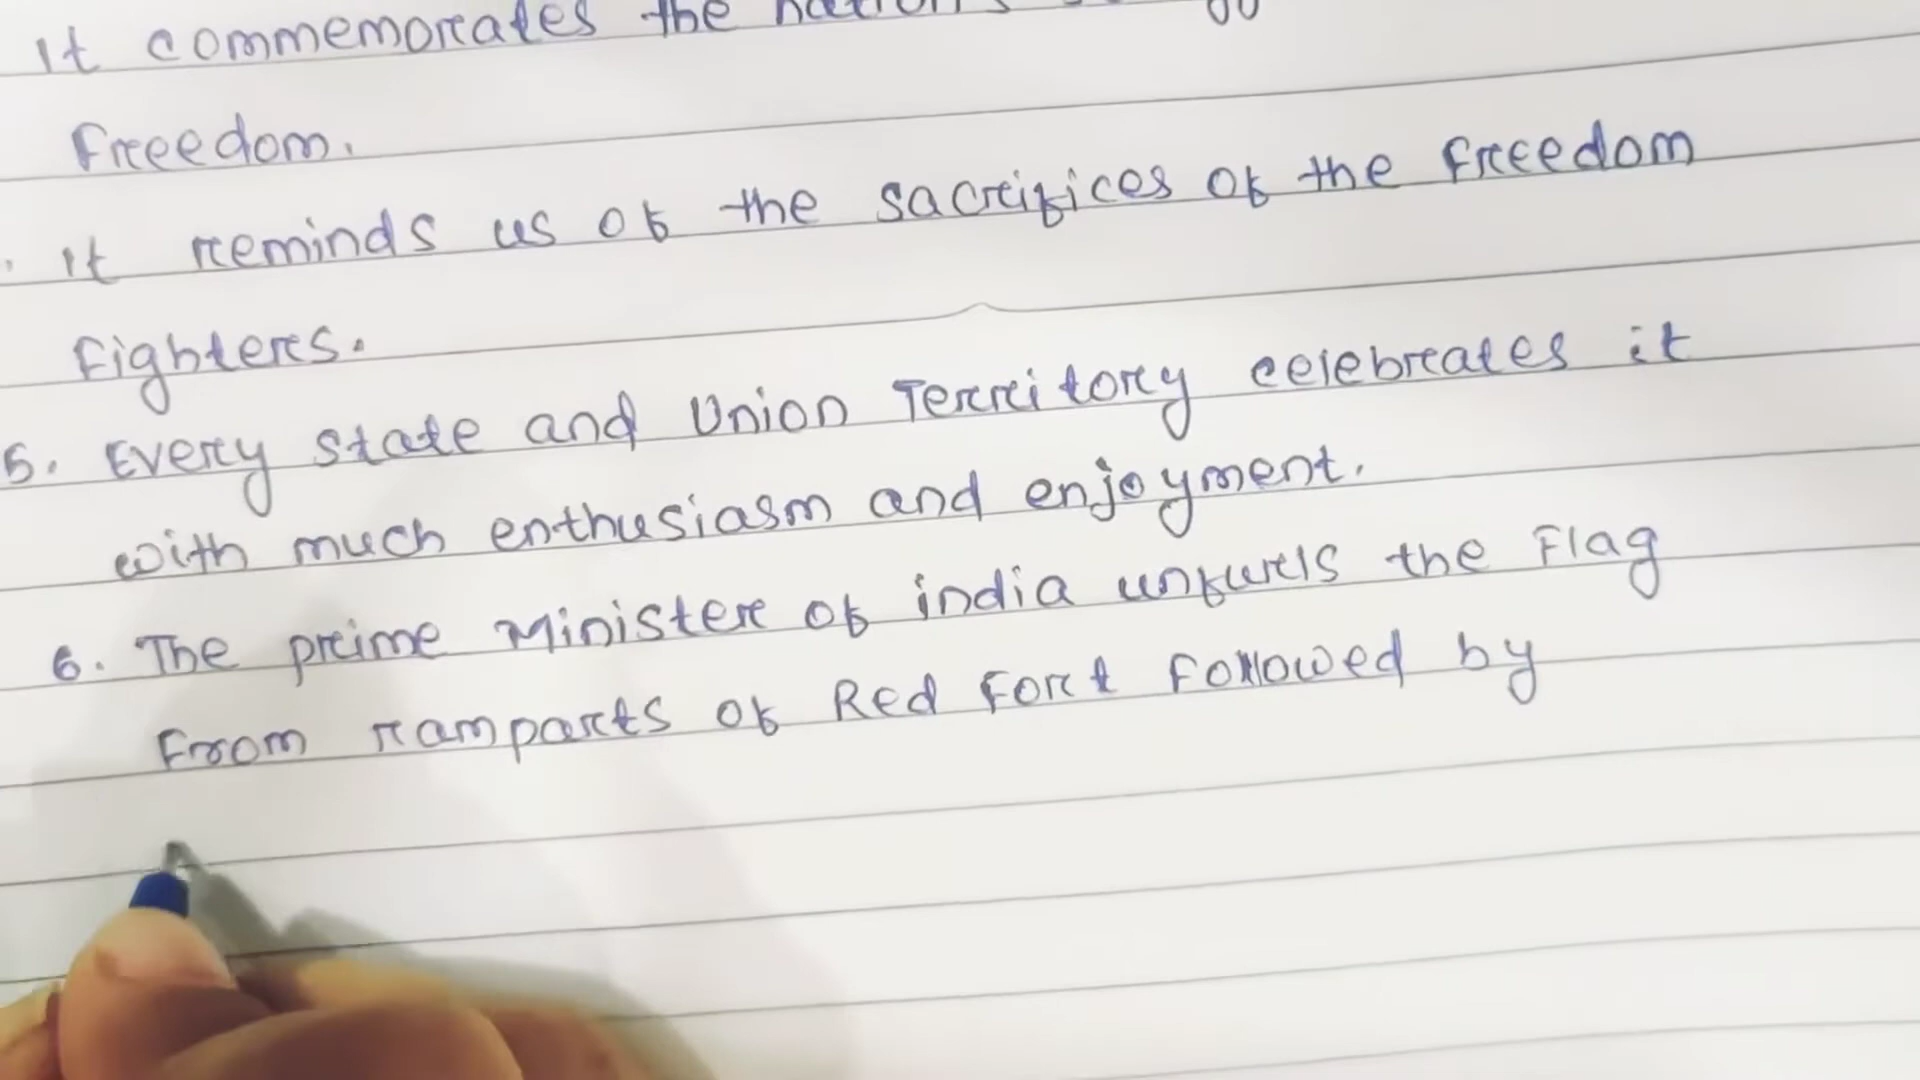 It commemorates the nation's
freedom.
. It reminds us of the sacrifices of the freedom
fighters.
5. Every state and Union Territory celebrates it
with much enthusiasm and enjoyment.
6. The prime Minister of india unfurls the Flag
From ramparts of Red Fort Followed by